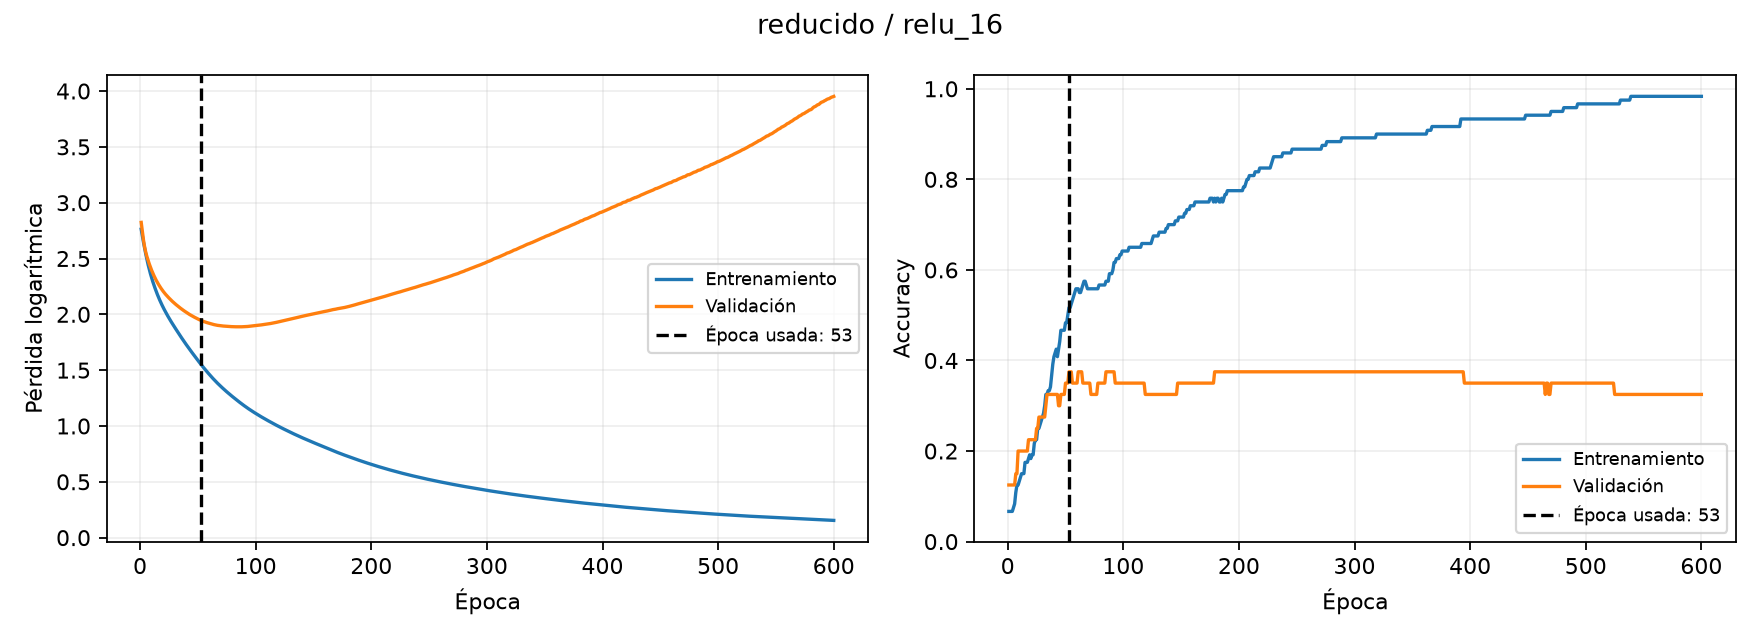 reducido / relu_16
Pérdida logarítmica
4.0
3.5
3.0
2.5
2.0
1.5
1.0
0.5
0.0
Entrenamiento
Validación
Época usada: 53
0 100 200 300 400 500 600
Época
Accuracy
1.0
0.8
0.6
0.4
0.2
0.0
Entrenamiento
Validación
Época usada: 53
0 100 200 300 400 500 600
Época